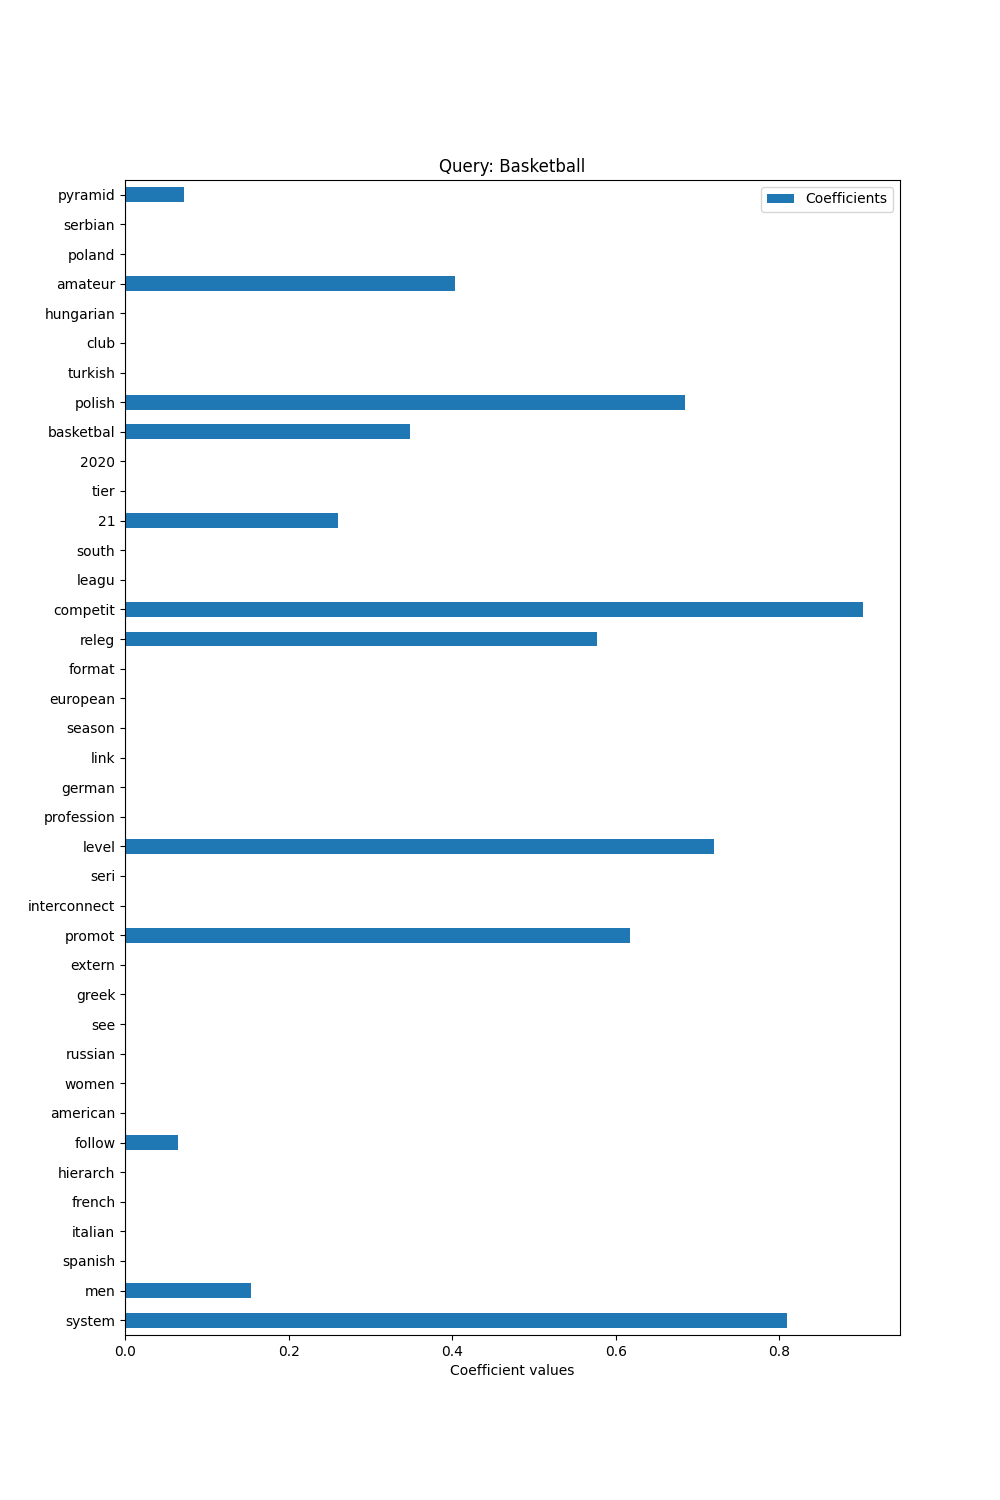 Query: Basketball
Coefficients
pyramid
serbian
poland
amateur
hungarian
club
turkish
polish
basketbal
2020
tier
21
south
leagu
competit
releg
format
european
season
link
german
profession
level
seri
interconnect
promot
extern
greek
see
russian
women
american
follow
hierarch
french
italian
spanish
men
system
0.0 0.2 0.4 0.6 0.8
Coefficient values